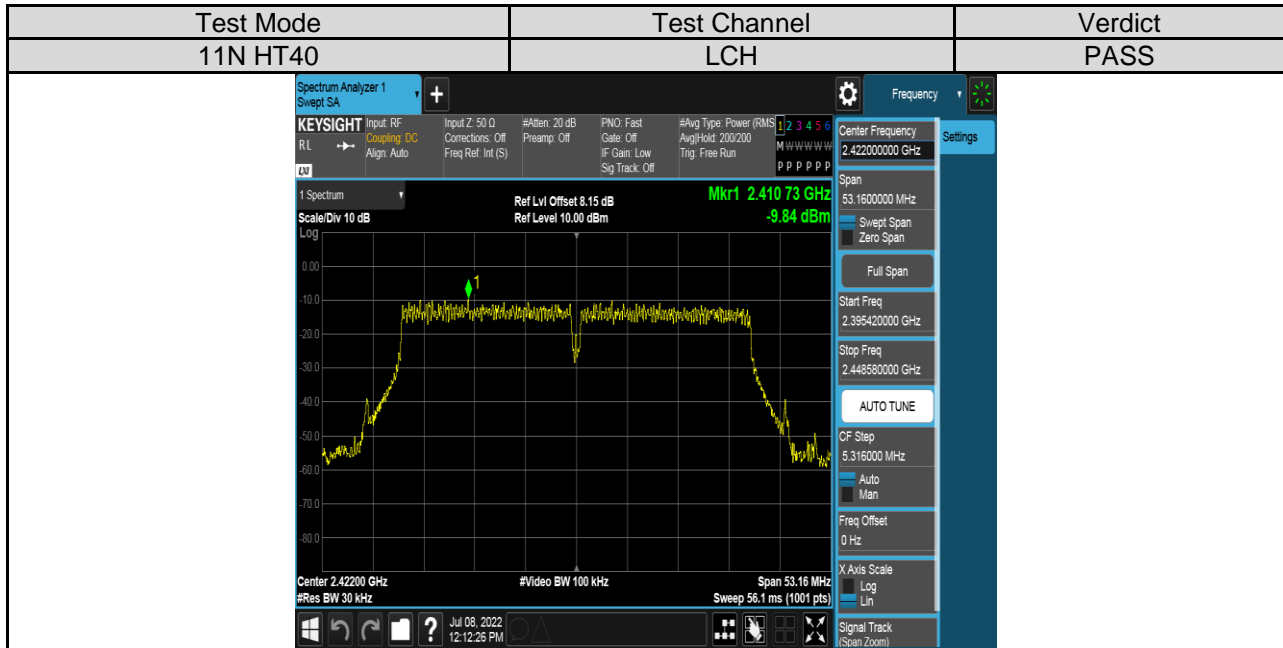 Test Mode Test Channel Verdict
11N HT40 LCH PASS
Spectrum Analyzer 1
Swept SA
Frequency
KEYSIGHT
RL
LXI
Input: RF
Coupling: DC
Align: Auto
Input Z: 50 Ω
Corrections: Off
Freq Ref: Int (S)
#Atten: 20 dB
Preamp: Off
PNO: Fast
Gate: Off
IF Gain: Low
Sig Track: Off
#Avg Type: Power (RMS
Avg|Hold: 200/200
Trig: Free Run
1 2 3 4 5 6
M W W W W W
P P P P P P
1 Spectrum
Scale/Div 10 dB
Log
Ref Lvl Offset 8.15 dB
Ref Level 10.00 dBm
Mkr1 2.410 73 GHz
-9.84 dBm
1
0.00
-10.0
-20.0
-30.0
-40.0
-50.0
-60.0
-70.0
-80.0
Center 2.42200 GHz
#Res BW 30 kHz
#Video BW 100 kHz
Span 53.16 MHz
Sweep 56.1 ms (1001 pts)
Center Frequency
2.422000000 GHz
Settings
Span
53.1600000 MHz
Swept Span
Zero Span
Full Span
Start Freq
2.395420000 GHz
Stop Freq
2.448580000 GHz
AUTO TUNE
CF Step
5.316000 MHz
Auto
Man
Freq Offset
0 Hz
X Axis Scale
Log
Lin
Signal Track
(Span Zoom)
?
Jul 08, 2022
12:12:26 PM